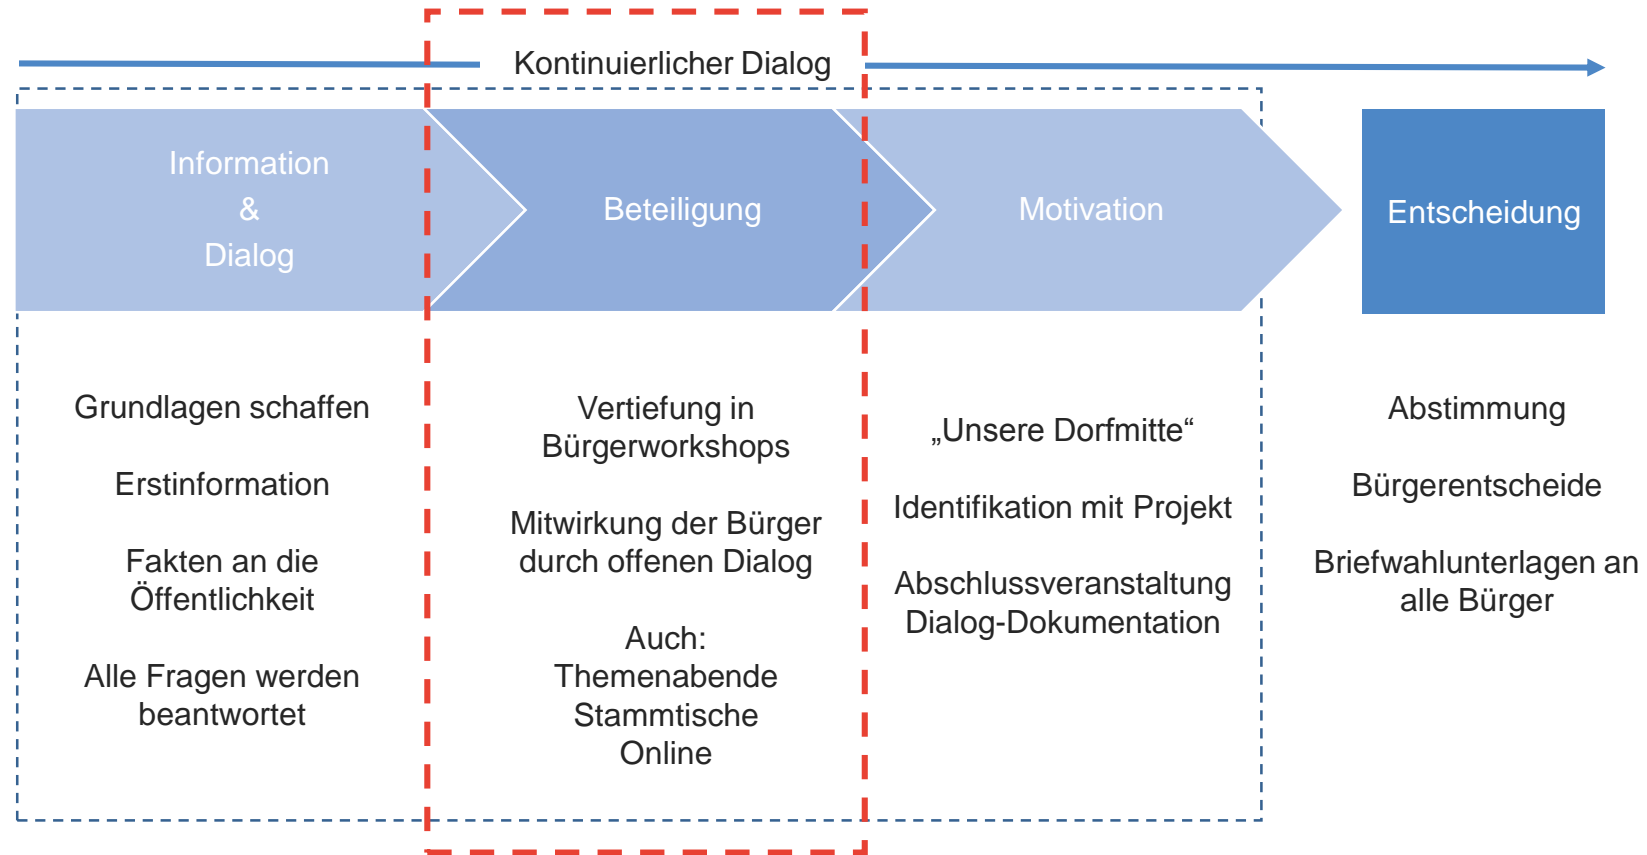 Kontinuierlicher Dialog
Information
&
Dialog
Beteiligung
Motivation
Entscheidung
Grundlagen schaffen
Erstinformation
Fakten an die
Öffentlichkeit
Alle Fragen werden
beantwortet
Vertiefung in
Bürgerworkshops
Mitwirkung der Bürger
durch offenen Dialog
Auch:
Themenabende
Stammtische
Online
„Unsere Dorfmitte“
Identifikation mit Projekt
Abschlussveranstaltung
Dialog-Dokumentation
Abstimmung
Bürgerentscheide
Briefwahlunterlagen an
alle Bürger